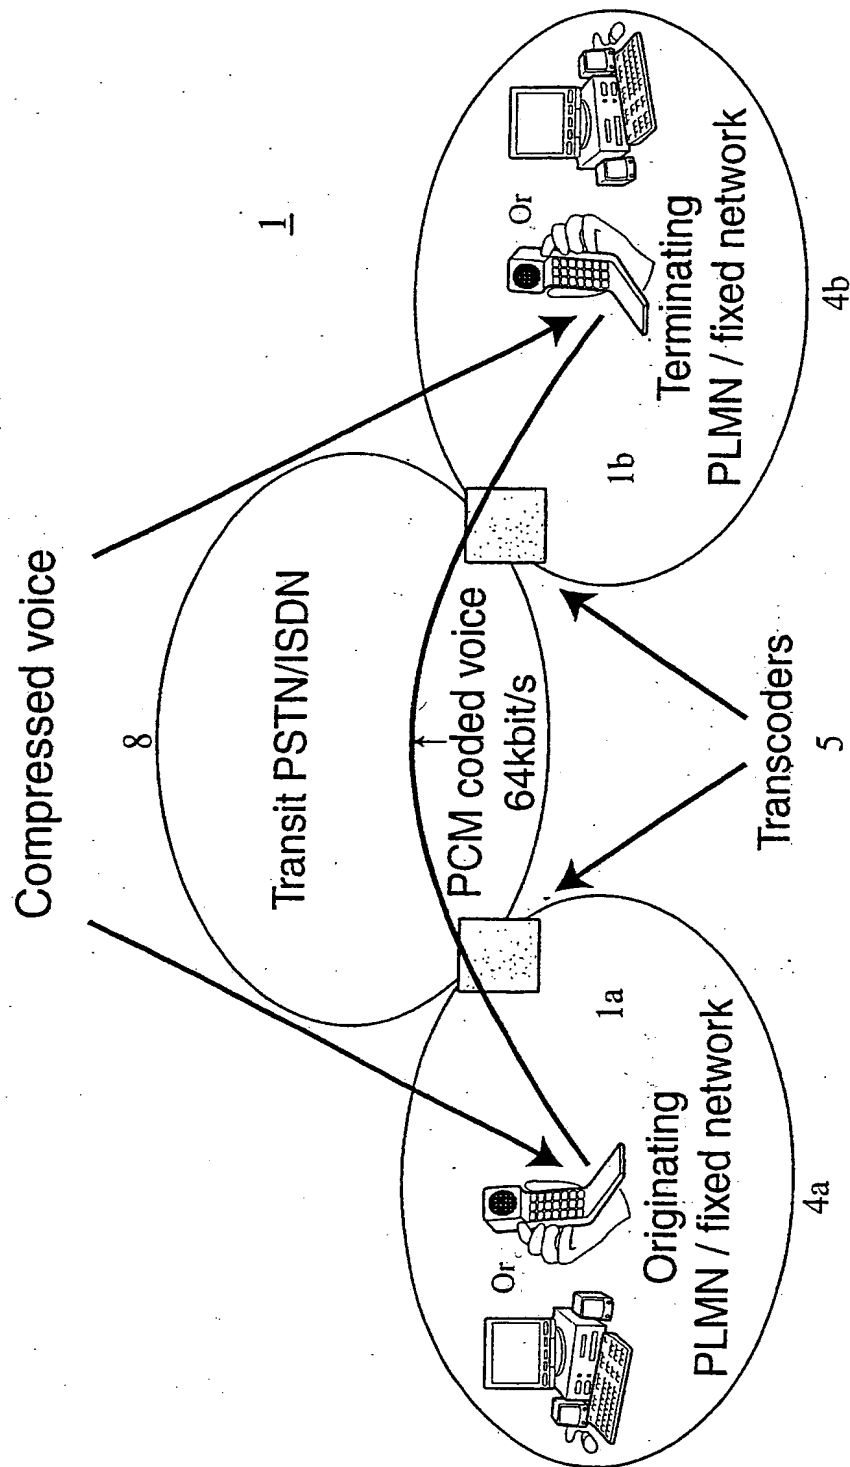 Compressed voice
8
1
Transit PSTN/ISDN
PCM coded voice
64kbit/s
Or
Or
1a
1b
Originating
PLMN / fixed network
Terminating
PLMN / fixed network
4a
4b
Transcoders
5